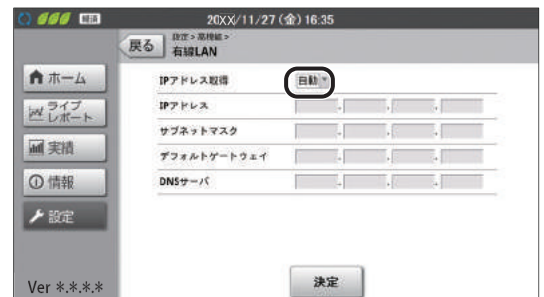 20XX/11/27(金)16:35
戻る
設定>高機能>
有線LAN
ホーム
ライブ
レポート
実績
情報
設定
Ver *.*.*.*
IPアドレス取得 自動
IPアドレス . . .
サブネットマスク . . .
デフォルトゲートウェイ . . .
DNSサーバ . . .
決定